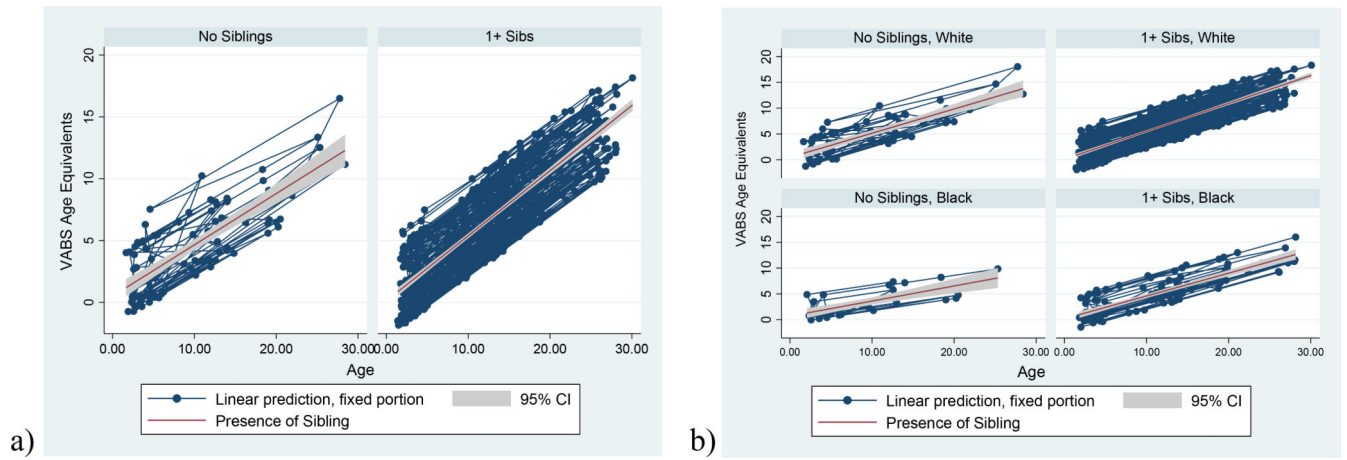 No Siblings
1+ Sibs
VABS Age Equivalents
20
15
10
5
0
0.00 10.00 20.00 30.00 0.00 10.00 20.00 30.00
Age
Linear prediction, fixed portion
95% CI
Presence of Sibling
a)
No Siblings, White
1+ Sibs, White
20
15
10
5
0
No Siblings, Black
1+ Sibs, Black
VABS Age Equivalents
20
15
10
5
0
0.00 10.00 20.00 30.00 0.00 10.00 20.00 30.00
Age
Linear prediction, fixed portion
95% CI
Presence of Sibling
b)